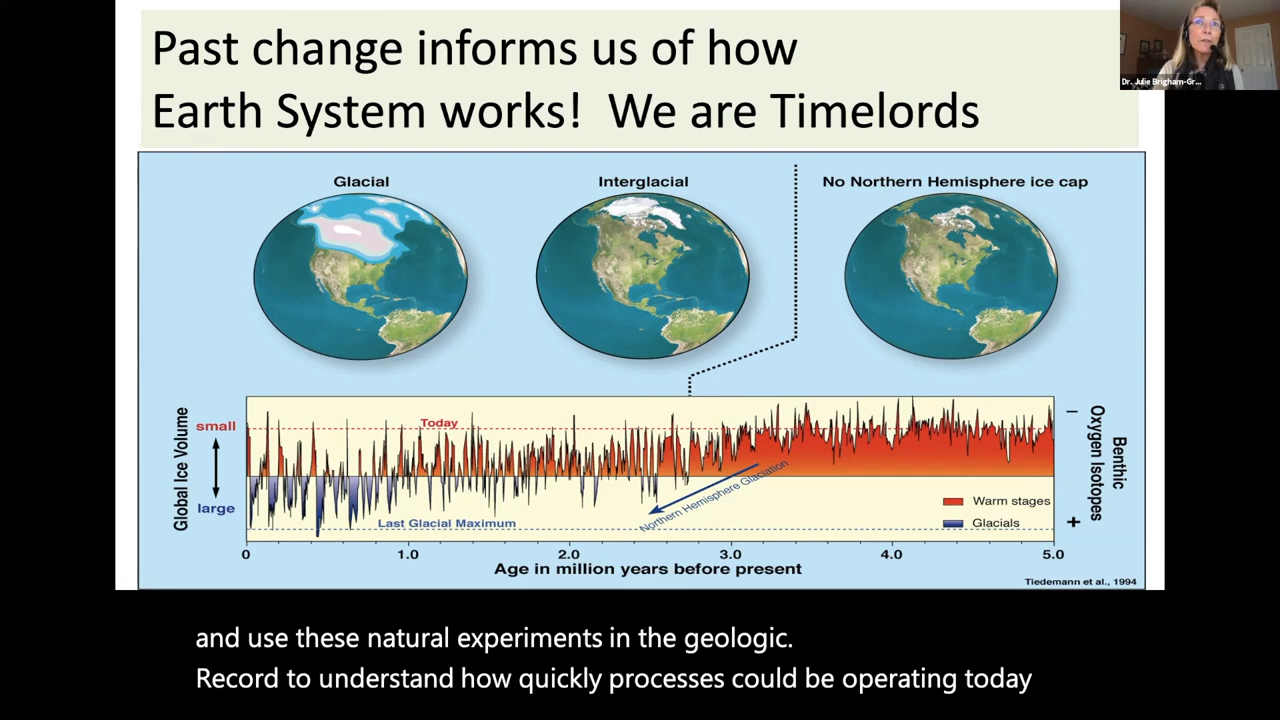 Past change informs us of how
Earth System works! We are Timelords
Dr. Julie Brigham-Gr...
Glacial
Interglacial
No Northern Hemisphere ice cap
Global Ice Volume
small
large
Today
Last Glacial Maximum
Northern Hemisphere Glaciation
Warm stages
Glacials
−
+
Benthic
Oxygen Isotopes
0 1.0 2.0 3.0 4.0 5.0
Age in million years before present
Tiedemann et al., 1994
and use these natural experiments in the geologic.
Record to understand how quickly processes could be operating today